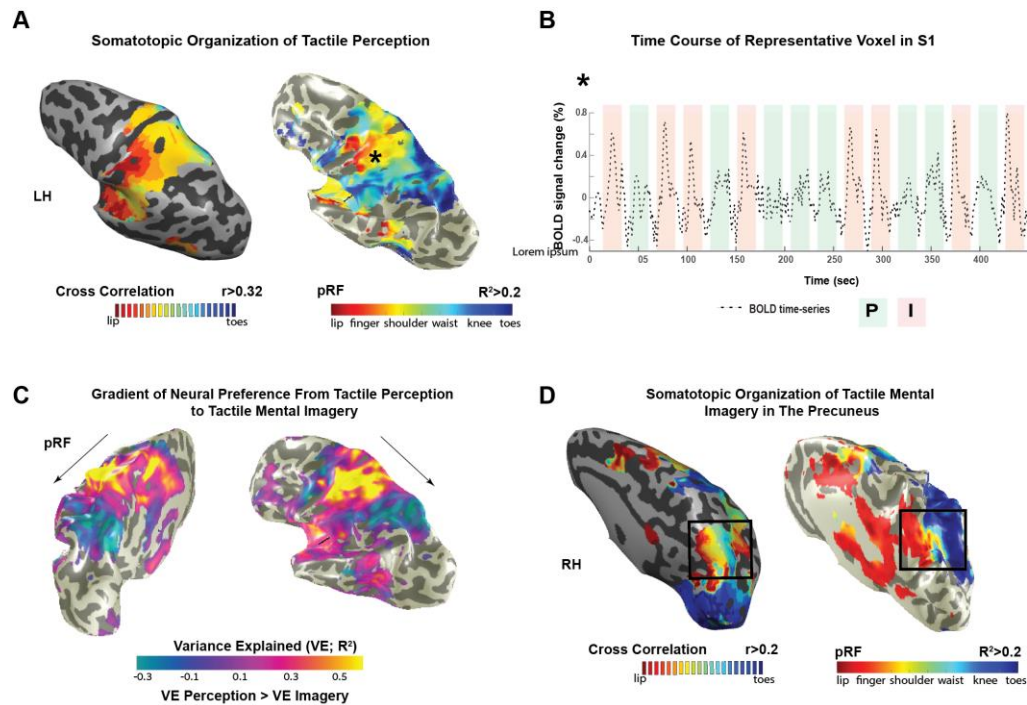 A
Somatotopic Organization of Tactile Perception
LH
Cross Correlation r>0.32
lip toes
*
pRF R²>0.2
lip finger shoulder waist knee toes
B
Time Course of Representative Voxel in S1
*
BOLD signal change (%)
0.8
0.4
0
-0.4
Lorem ipsum
0 05 100 150 200 250 300 350 400
Time (sec)
BOLD time-series P I
C
Gradient of Neural Preference From Tactile Perception
to Tactile Mental Imagery
pRF
Variance Explained (VE; R²)
-0.3 -0.1 0.1 0.3 0.5
VE Perception > VE Imagery
D
Somatotopic Organization of Tactile Mental
Imagery in The Precuneus
RH
Cross Correlation r>0.2
lip toes
pRF R²>0.2
lip finger shoulder waist knee toes